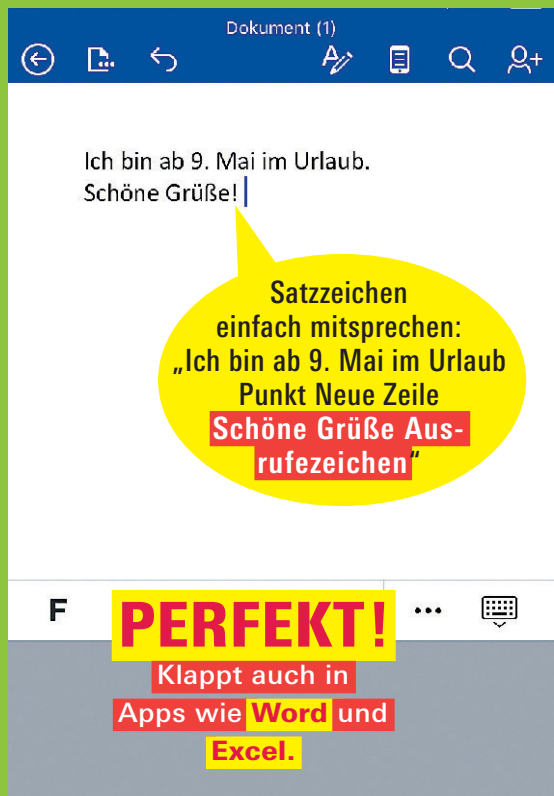 Dokument (1)
Ich bin ab 9. Mai im Urlaub.
Schöne Grüße!
Satzzeichen
einfach mitsprechen:
„Ich bin ab 9. Mai im Urlaub
Punkt Neue Zeile
Schöne Grüße Aus-
rufezeichen“
F
PERFEKT!
Klappt auch in
Apps wie Word und
Excel.